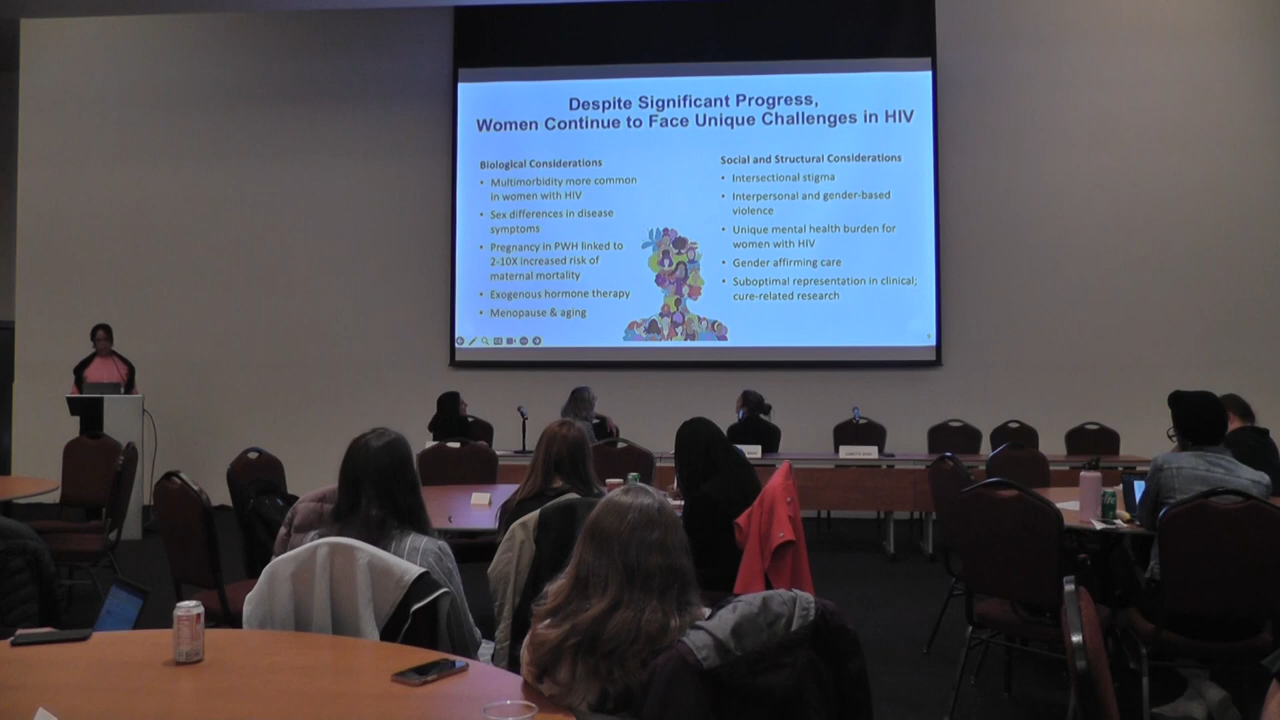 Despite Significant Progress,
Women Continue to Face Unique Challenges in HIV
Biological Considerations
• Multimorbidity more common
in women with HIV
• Sex differences in disease
symptoms
• Pregnancy in PWH linked to
2-10X increased risk of
maternal mortality
• Exogenous hormone therapy
• Menopause & aging
Social and Structural Considerations
• Intersectional stigma
• Interpersonal and gender-based
violence
• Unique mental health burden for
women with HIV
• Gender affirming care
• Suboptimal representation in clinical;
cure-related research